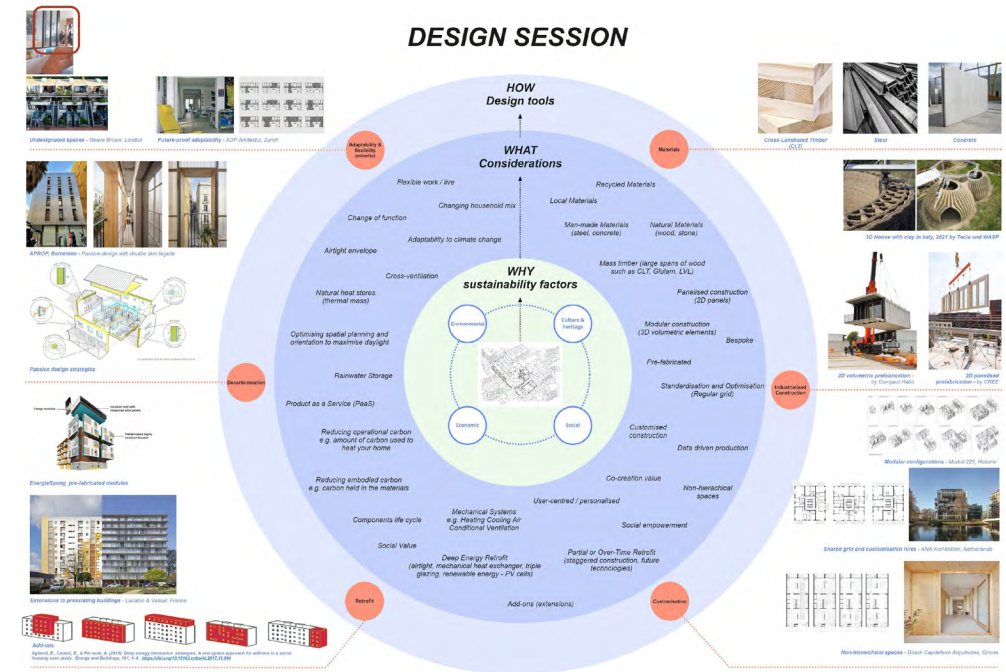 DESIGN SESSION
HOW
Design tools
WHAT
Considerations
WHY
sustainability factors
Environmental
Culture &
heritage
Economic
Social
Adaptability &
flexibility
(potential)
Materials
Decarbonisation
Industrialised
Construction
Retrofit
Customisation
Flexible work / live
Changing household mix
Change of function
Adaptability to climate change
Airtight envelope
Cross-ventilation
Natural heat stores
(thermal mass)
Optimising spatial planning and
orientation to maximise daylight
Rainwater Storage
Product as a Service (PaaS)
Reducing operational carbon
e.g. amount of carbon used to
heat your home
Reducing embodied carbon
e.g. carbon held in the materials
Components life cycle
Mechanical Systems
e.g. Heating Cooling Air
Conditional Ventilation
Social Value
Deep Energy Retrofit
(airtight, mechanical heat exchanger, triple
glazing, renewable energy - PV cells)
Add-ons (extensions)
Partial or Over-Time Retrofit
(staggered construction, future
technologies)
Social empowerment
User-centred / personalised
Co-creation value
Non-hierachical
spaces
Data driven production
Customised
construction
Standardisation and Optimisation
(Regular grid)
Pre-fabricated
Bespoke
Modular construction
(3D volumetric elements)
Panelised construction
(2D panels)
Mass timber (large spans of wood
such as CLT, Glulam, LVL)
Man-made Materials
(steel, concrete)
Natural Materials
(wood, stone)
Local Materials
Recycled Materials
Undesignated spaces - Neave Brown, London
Future-proof adaptability - ADP Architektur, Zurich
APROP, Barcelona - Passive design with double skin façade
Passive design strategies
EnergieSprong, pre-fabricated modules
Extensions to preexisting buildings - Lacaton & Vassal, France
Add-ons
Cross-Laminated Timber
(CLT)
Steel
Concrete
3D House with clay in Italy, 2021 by Tecla and WASP
3D volumetric prefabrication -
by Compact Habit
2D panelised
prefabrication - by CREE
Modular configurations - Modul 225, Hutünic
Shared grid and customisation rules - ANA Architecten, Netherlands
Non-hierarcharal spaces - Bosch Capdeferro Arquitectes, Girona